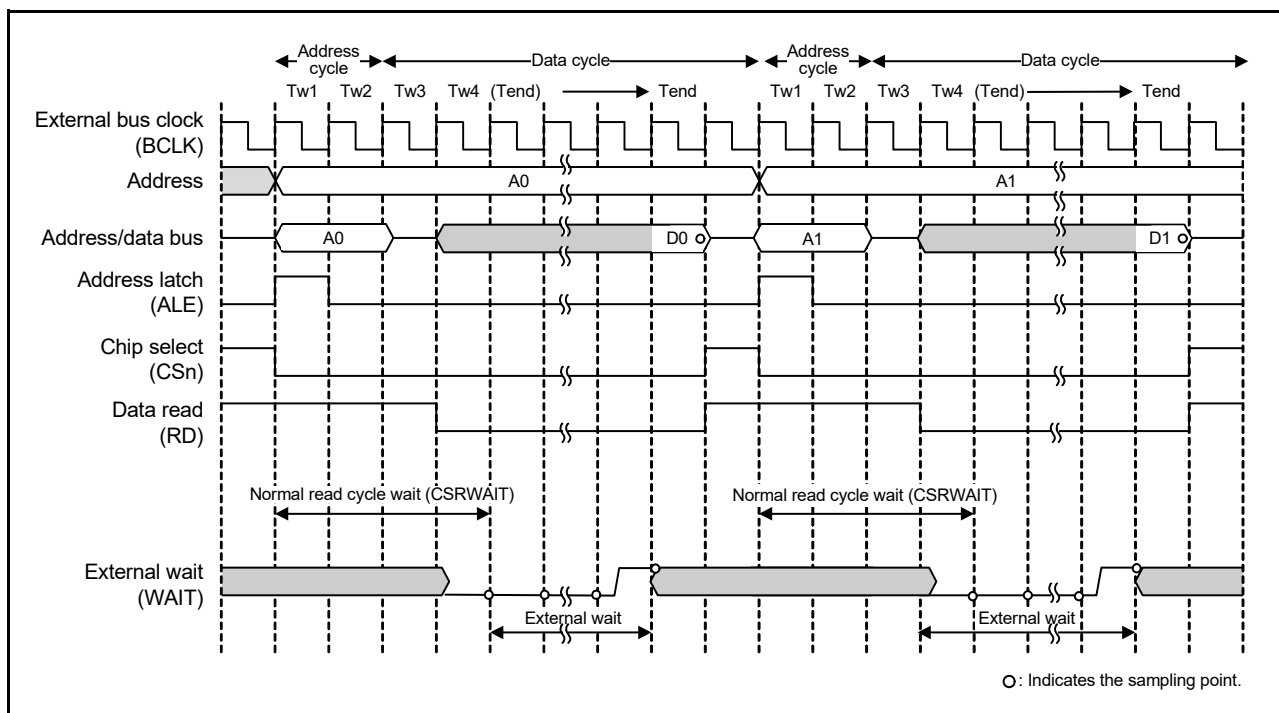 Address cycle Data cycle Address cycle Data cycle
Tw1 Tw2 Tw3 Tw4 (Tend) Tend Tw1 Tw2 Tw3 Tw4 (Tend) Tend
External bus clock
(BCLK)
Address A0 A1
Address/data bus A0 D0 A1 D1
Address latch
(ALE)
Chip select
(CSn)
Data read
(RD)
Normal read cycle wait (CSRWAIT) Normal read cycle wait (CSRWAIT)
External wait
(WAIT)
External wait External wait
: Indicates the sampling point.